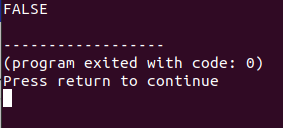 FALSE
------------------
(program exited with code: 0)
Press return to continue